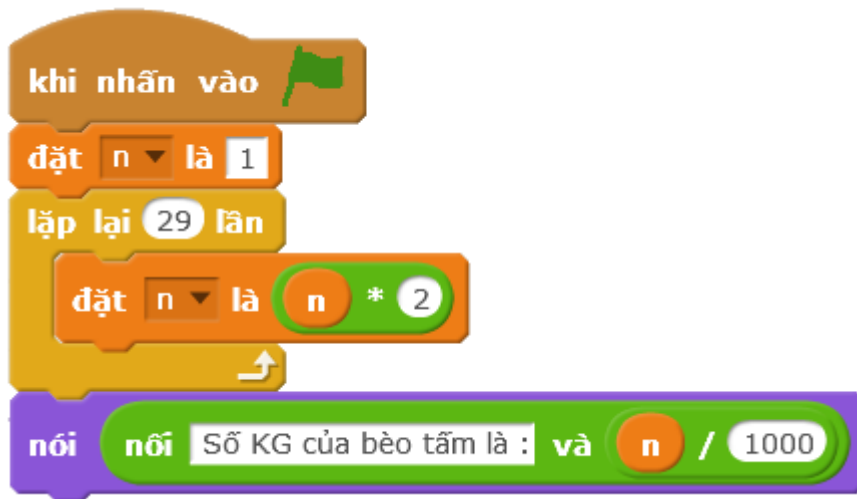 khi nhấn vào
đặt n là 1
lặp lại 29 lần
đặt n là n * 2
nói nối Số KG của bèo tấm là : và n / 1000